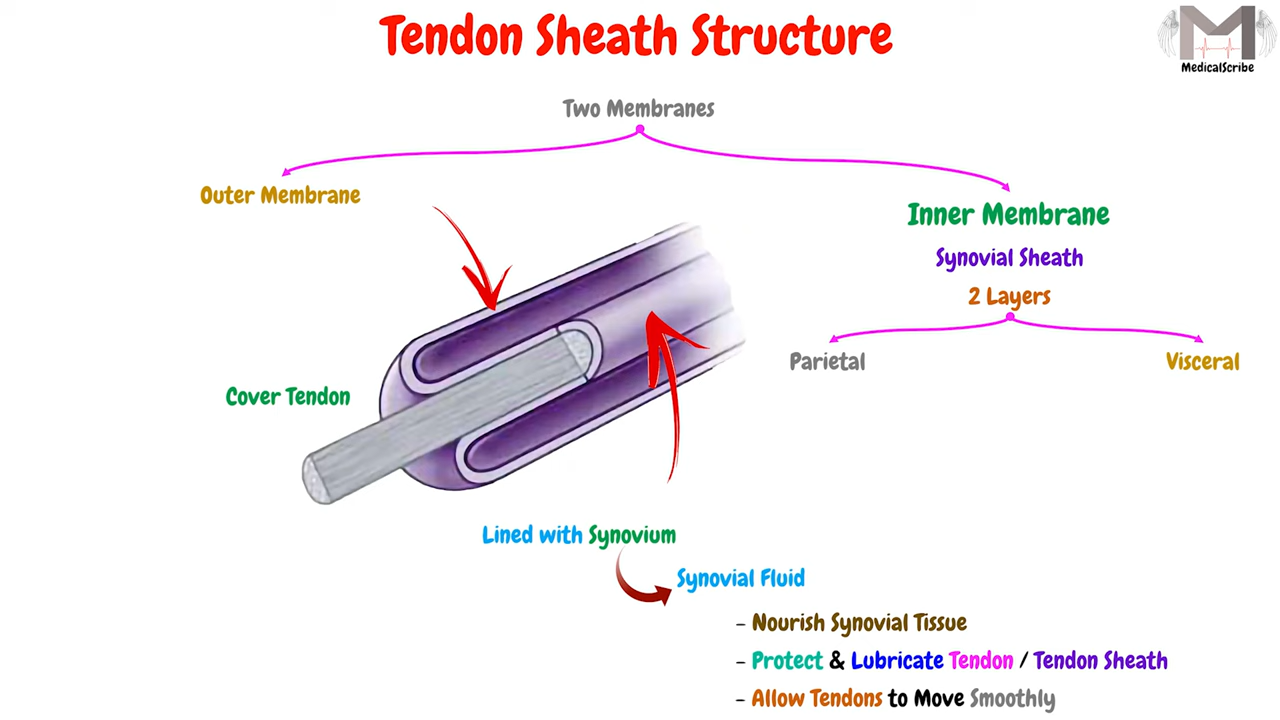 Tendon Sheath Structure
M
MedicalScribe
Two Membranes
Outer Membrane
Inner Membrane
Synovial Sheath
2 Layers
Parietal
Visceral
Cover Tendon
Lined with Synovium
Synovial Fluid
- Nourish Synovial Tissue
- Protect & Lubricate Tendon / Tendon Sheath
- Allow Tendons to Move Smoothly